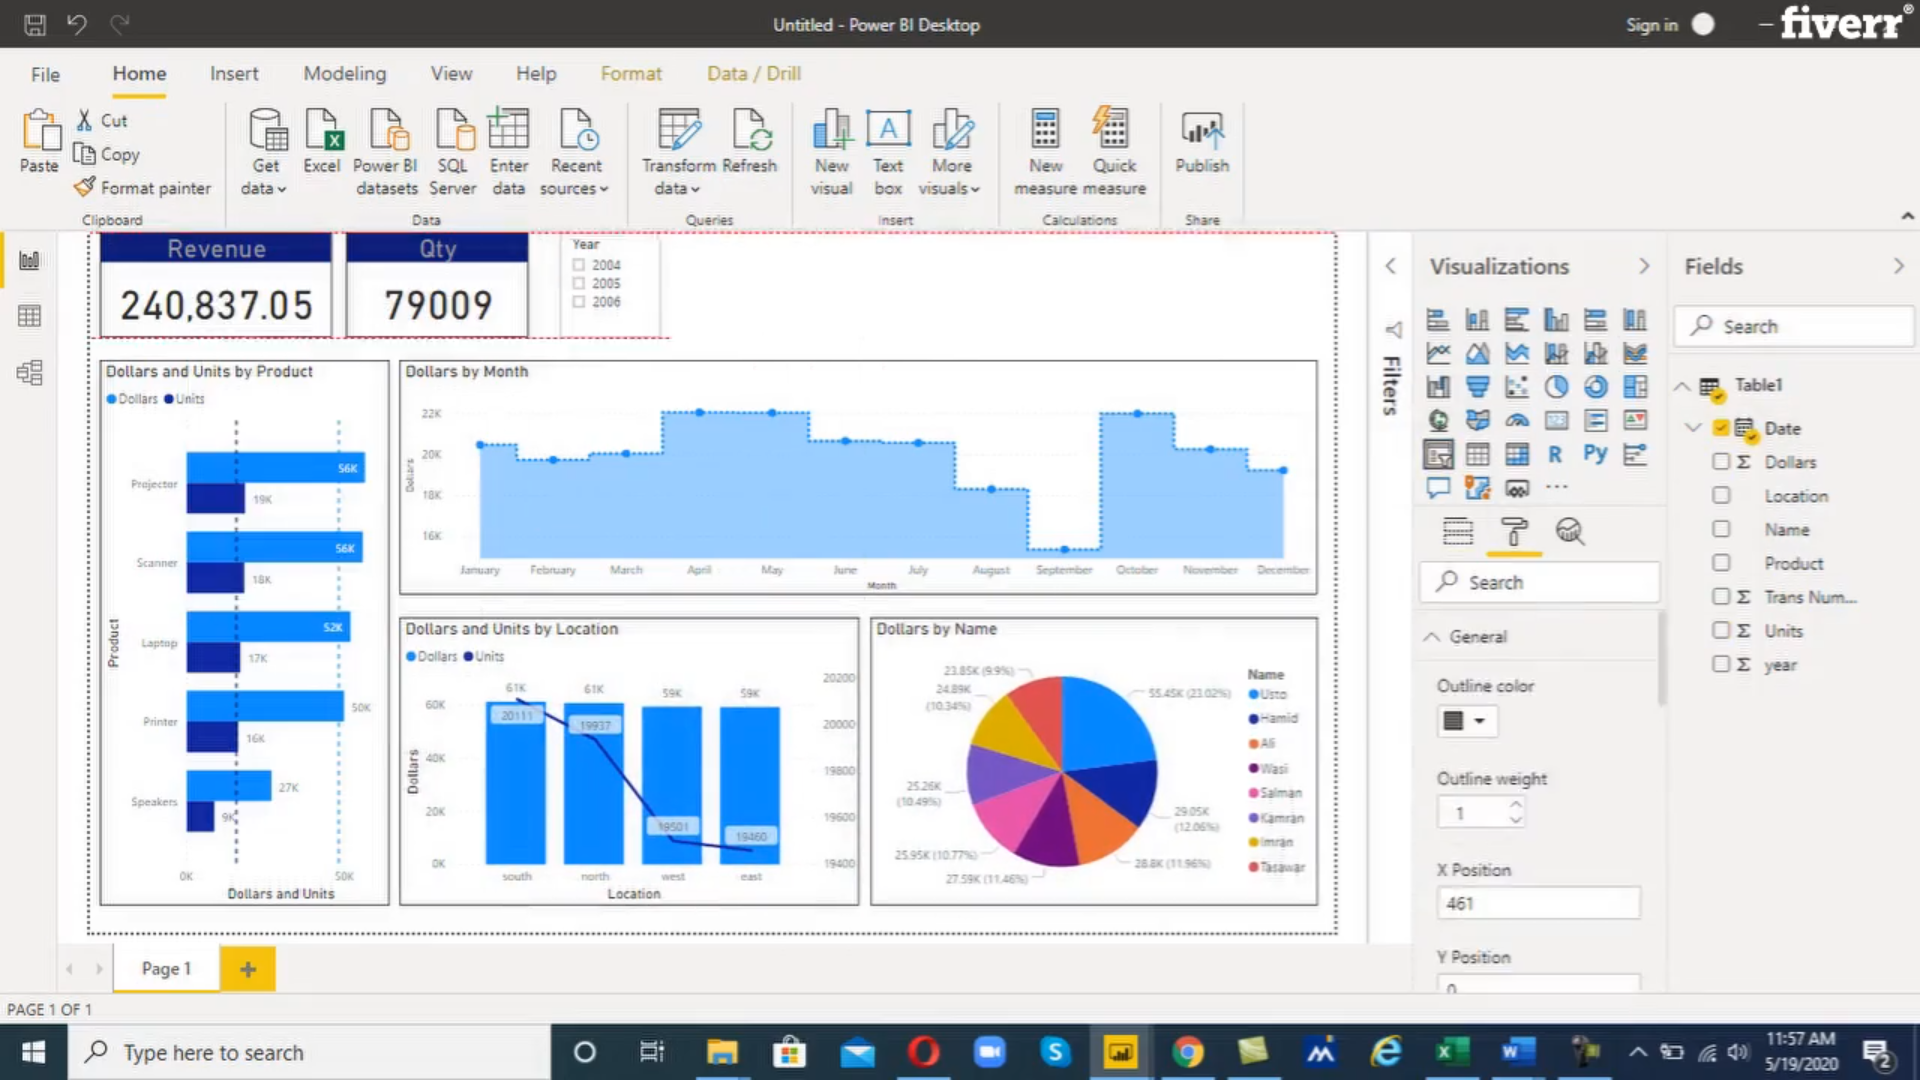 Untitled - Power BI Desktop
Sign in
fiverr®
File
Home
Insert
Modeling
View
Help
Format
Data / Drill
Paste
Cut
Copy
Format painter
Clipboard
Get data
Excel
Power BI datasets
SQL Server
Enter data
Recent sources
Data
Transform data
Refresh
Queries
New visual
Text box
More visuals
Insert
New measure
Quick measure
Calculations
Publish
Share
Revenue
240,837.05
Qty
79009
Year
2004
2005
2006
Dollars and Units by Product
Dollars
Units
Product
Projector
56K
19K
Scanner
56K
18K
Laptop
52K
17K
Printer
50K
16K
Speakers
27K
9K
0K
50K
Dollars and Units
Dollars by Month
Dollars
22K
20K
18K
16K
January
February
March
April
May
June
July
August
September
October
November
December
Month
Dollars and Units by Location
Dollars
Units
Dollars
60K
40K
20K
0K
61K
61K
59K
59K
20111
19937
19501
19460
20200
20000
19800
19600
19400
south
north
west
east
Location
Dollars by Name
55.45K (23.02%)
29.05K (12.06%)
28.8K (11.96%)
27.59K (11.46%)
25.95K (10.77%)
25.26K (10.49%)
24.89K (10.34%)
23.85K (9.9%)
Name
Hamid
Ali
Wasi
Salman
Kamran
Imran
Tasawar
Filters
Visualizations
R
Py
Search
General
Outline color
Outline weight
1
X Position
461
Y Position
0
Fields
Search
Table1
Date
Dollars
Location
Name
Product
Trans Num...
Units
year
Page 1
PAGE 1 OF 1
Type here to search
11:57 AM
5/19/2020
2